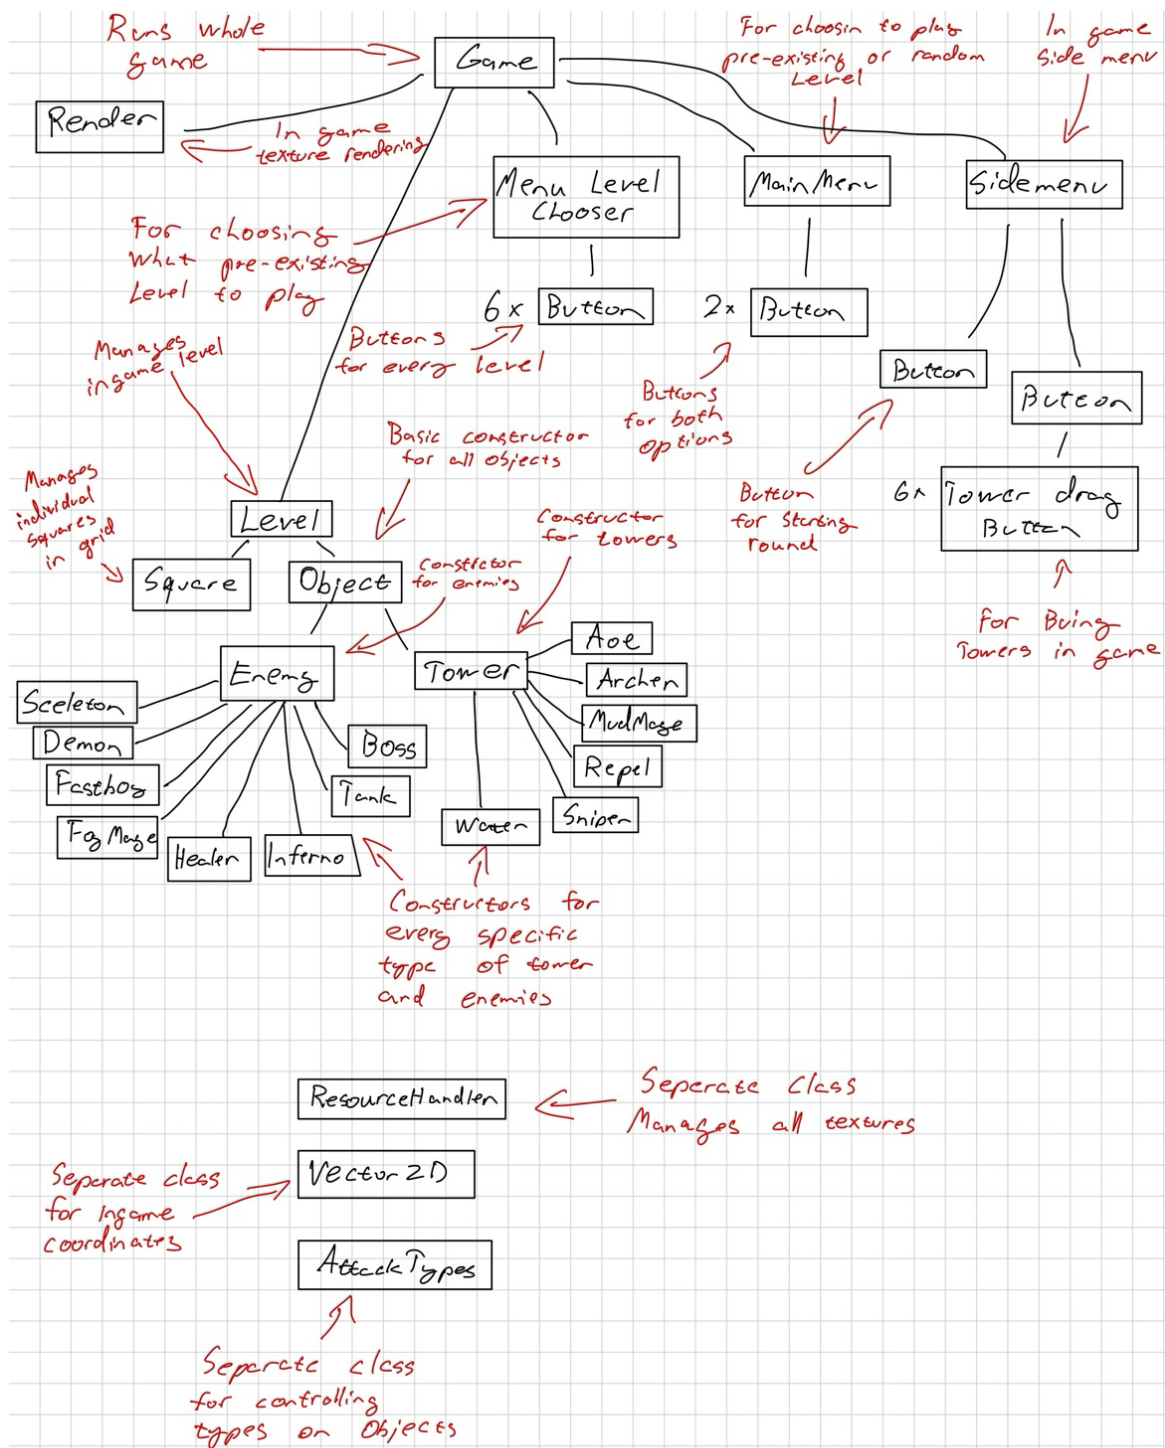 Runs whole
game
Game
For choosin to play
pre-existing or random
Level
In game
Side menu
Render
In game
texture rendering
Menu Level
Chooser
Main Menu
Sidemenu
For choosing
What pre-existing
Level to play
6x Button
2x Button
Buttons
for every level
Manages
ingame level
Button
Button
Buttons
for both
options
Basic constructor
for all objects
Manages
individual
squares
in grid
Level
Constructor
for towers
Button
for Starting
round
6x Tower drag
Button
Square
Object
Constrctor
for enemies
For Buing
Towers in game
Enemy
Tower
Aoe
Archer
MudMage
Repel
Sniper
Water
Sceleton
Demon
Fastboy
Fog Mage
Healer
Inferno
Tank
Boss
Constructors for
every specific
type of tower
and enemies
ResourceHandler
Seperate Class
Manages all textures
Vector2D
Seperate class
for Ingame
coordinates
AttackTypes
Separate class
for controlling
types on Objects